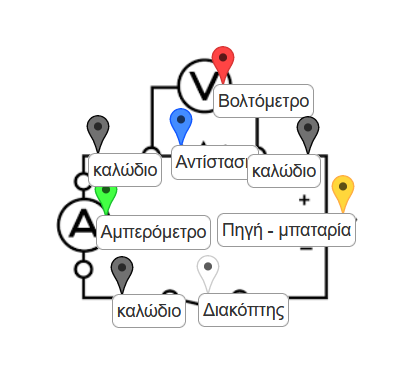 V
Βολτόμετρο
καλώδιο
Αντίσταση
καλώδιο
+
A
Αμπερόμετρο
Πηγή - μπαταρία
καλώδιο
Διακόπτης